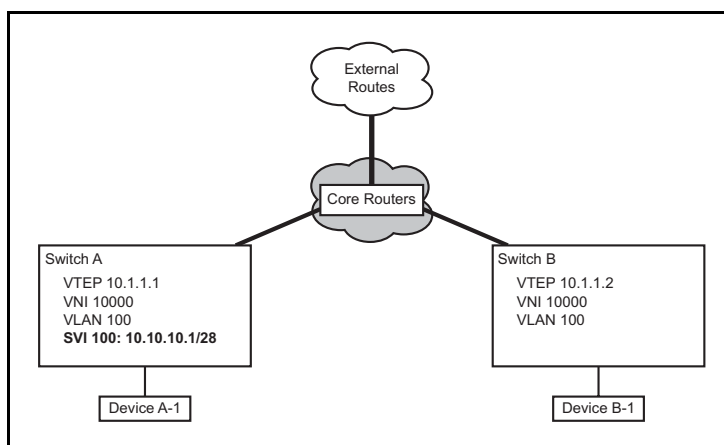 External
Routes
Core Routers
Switch A
VTEP 10.1.1.1
VNI 10000
VLAN 100
SVI 100: 10.10.10.1/28
Switch B
VTEP 10.1.1.2
VNI 10000
VLAN 100
Device A-1
Device B-1